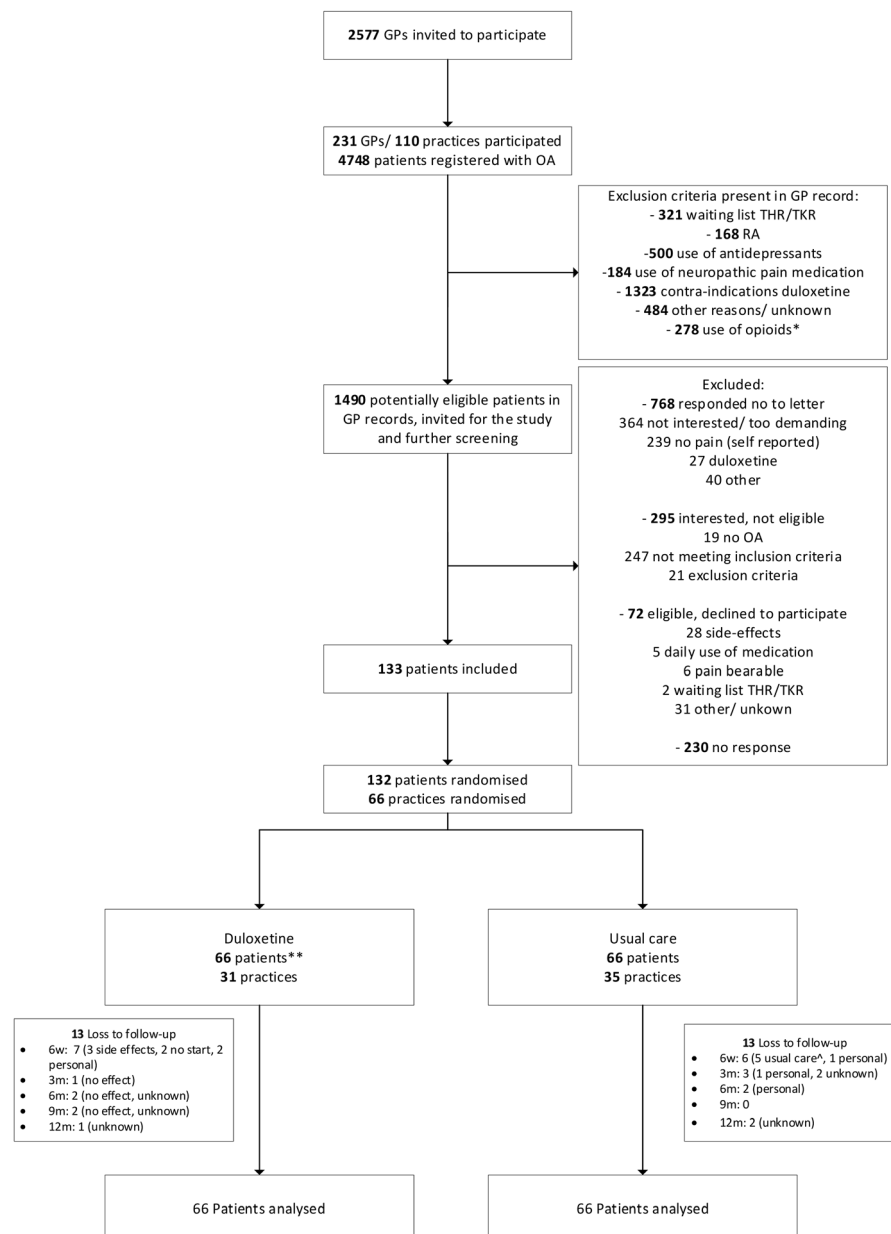 2577 GPs invited to participate
231 GPs/ 110 practices participated
4748 patients registered with OA
Exclusion criteria present in GP record:
- 321 waiting list THR/TKR
- 168 RA
-500 use of antidepressants
-184 use of neuropathic pain medication
- 1323 contra-indications duloxetine
- 484 other reasons/ unknown
- 278 use of opioids*
1490 potentially eligible patients in
GP records, invited for the study
and further screening
Excluded:
- 768 responded no to letter
364 not interested/ too demanding
239 no pain (self reported)
27 duloxetine
40 other
- 295 interested, not eligible
19 no OA
247 not meeting inclusion criteria
21 exclusion criteria
- 72 eligible, declined to participate
28 side-effects
5 daily use of medication
6 pain bearable
2 waiting list THR/TKR
31 other/ unkown
- 230 no response
133 patients included
132 patients randomised
66 practices randomised
Duloxetine
66 patients**
31 practices
Usual care
66 patients
35 practices
13 Loss to follow-up
• 6w: 7 (3 side effects, 2 no start, 2
personal)
• 3m: 1 (no effect)
• 6m: 2 (no effect, unknown)
• 9m: 2 (no effect, unknown)
• 12m: 1 (unknown)
13 Loss to follow-up
• 6w: 6 (5 usual care^, 1 personal)
• 3m: 3 (1 personal, 2 unknown)
• 6m: 2 (personal)
• 9m: 0
• 12m: 2 (unknown)
66 Patients analysed
66 Patients analysed